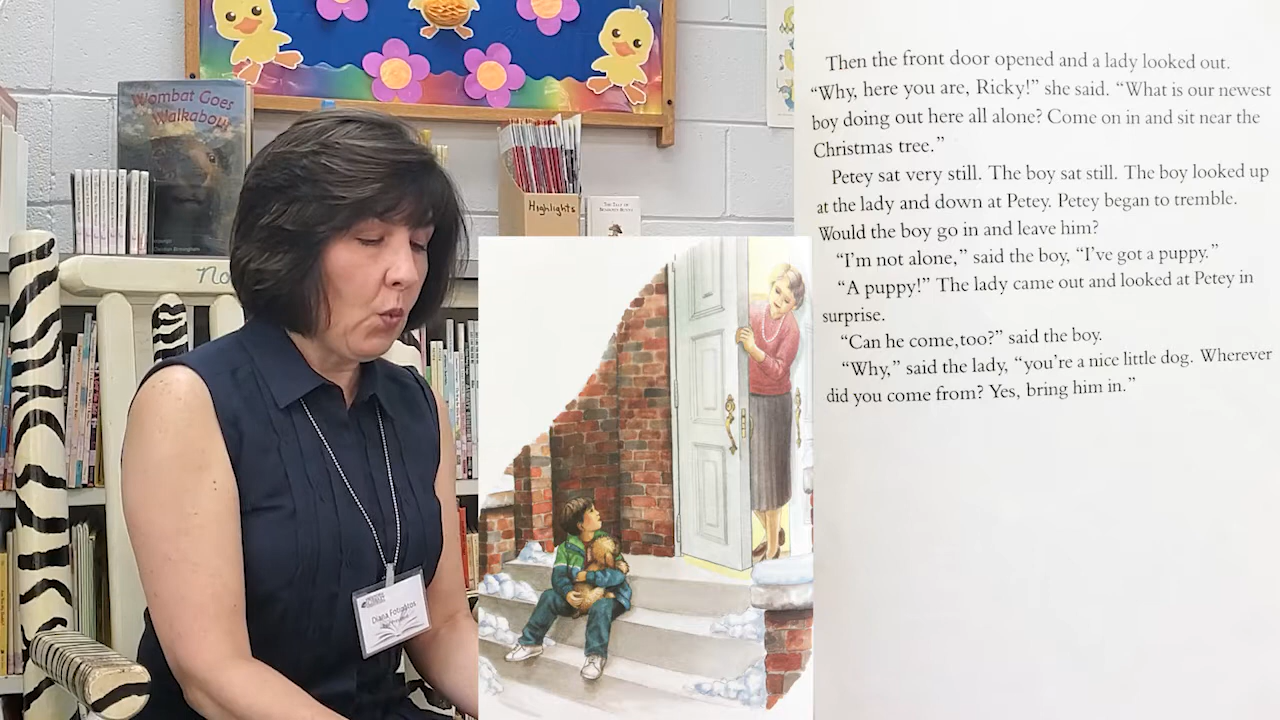 Wombat Goes
Walkabout
Highlights
No
Diana Fotinatos
Then the front door opened and a lady looked out.
“Why, here you are, Ricky!” she said. “What is our newest
boy doing out here all alone? Come on in and sit near the
Christmas tree.”
Petey sat very still. The boy sat still. The boy looked up
at the lady and down at Petey. Petey began to tremble.
Would the boy go in and leave him?
“I’m not alone,” said the boy, “I’ve got a puppy.”
“A puppy!” The lady came out and looked at Petey in
surprise.
“Can he come,too?” said the boy.
“Why,” said the lady, “you’re a nice little dog. Wherever
did you come from? Yes, bring him in.”